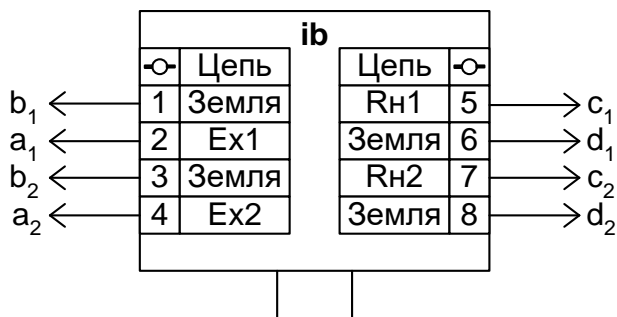 ib
Цепь Цепь
b1 1 Земля Rн1 5 c1
a1 2 Ex1 Земля 6 d1
b2 3 Земля Rн2 7 c2
a2 4 Ex2 Земля 8 d2